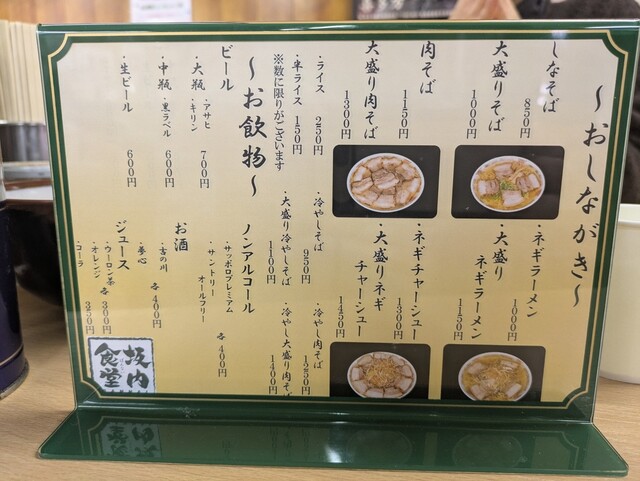 ～おしながき～
しなそば
850円
大盛りそば
1000円
肉そば
1150円
大盛り肉そば
1300円
・ネギラーメン
1000円
・大盛り
ネギラーメン
1150円
・ネギチャーシュー
1300円
・大盛りネギ
チャーシュー
1450円
・ライス
250円
・半ライス
150円
※数に限りがございます
・冷やしそば
950円
・大盛り冷やしそば
1100円
・冷やし肉そば
1250円
・冷やし大盛り肉そば
1400円
～お飲物～
ビール
・大瓶
・アサヒ
・キリン
700円
・中瓶
・黒ラベル
600円
・生ビール
600円
ノンアルコール
・サッポロプレミアム
・サントリー
オールフリー
各400円
お酒
・古の川
・夢心
各400円
ジュース
・ウーロン茶
各300円
・オレンジ
・コーラ
350円
坂内
食堂